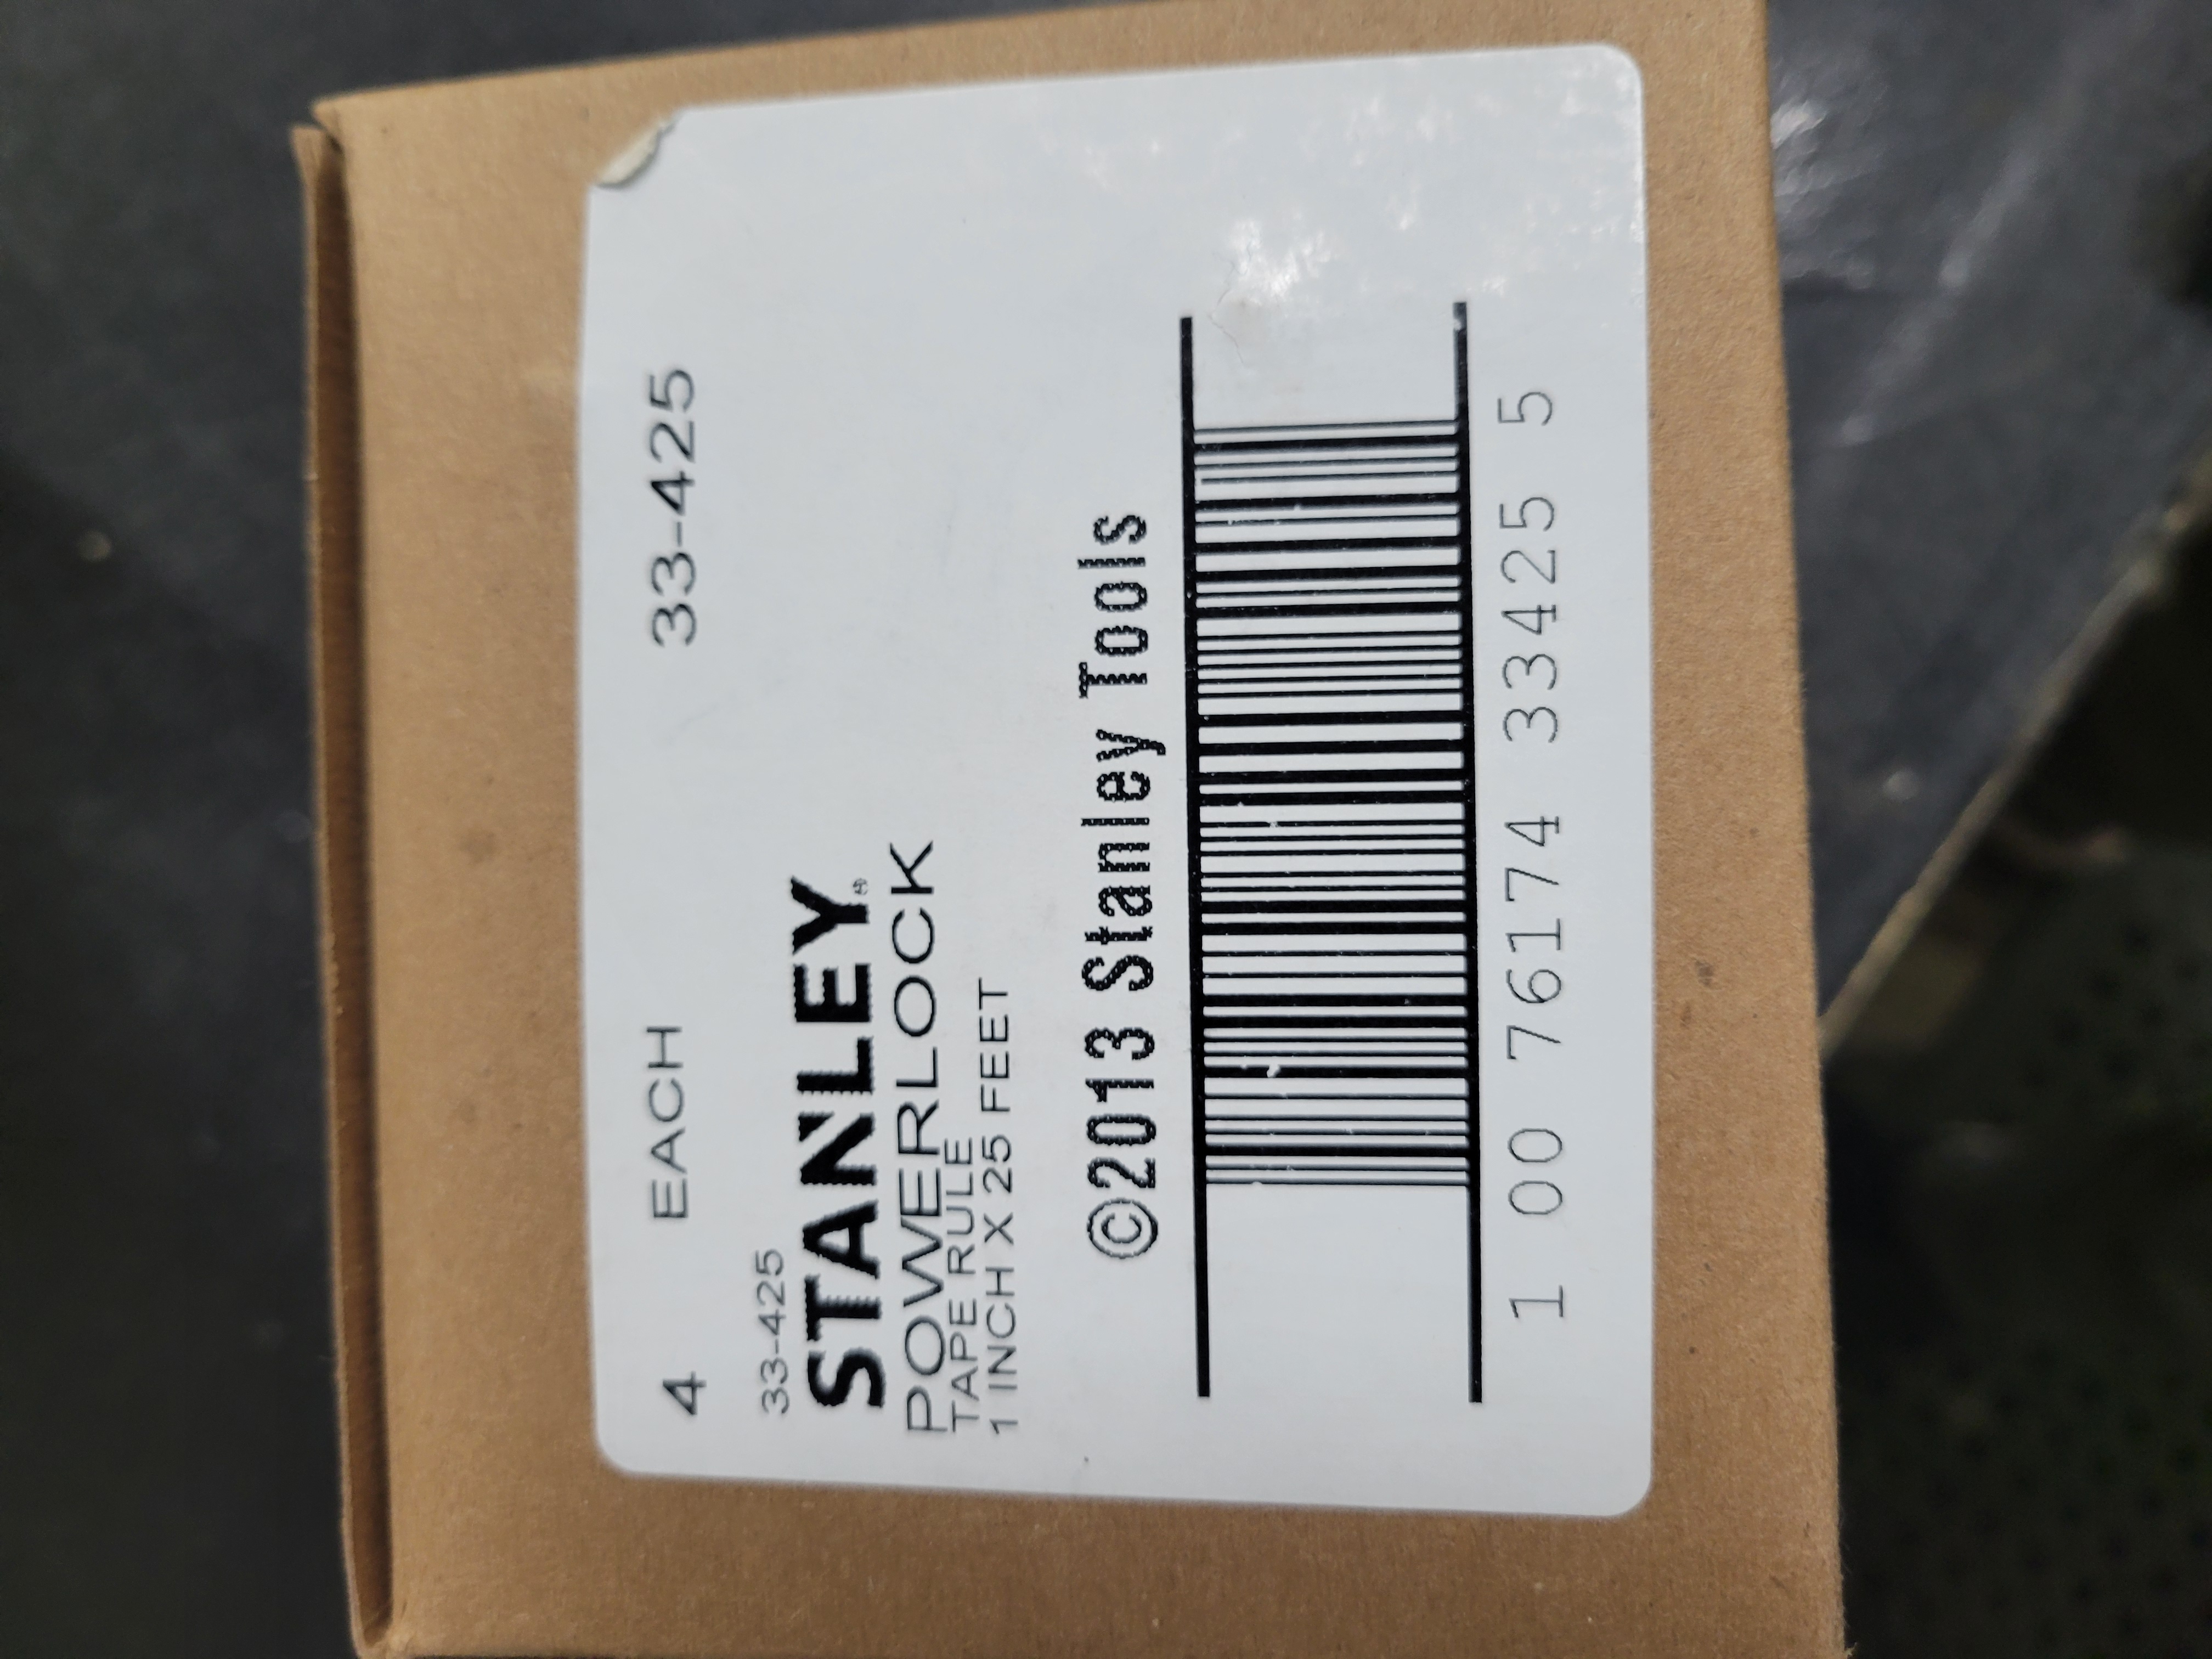 4 EACH 33-425
33-425
STANLEY®
POWERLOCK
TAPE RULE
1 INCH X 25 FEET
©2013 Stanley Tools
1 00 76174 33425 5